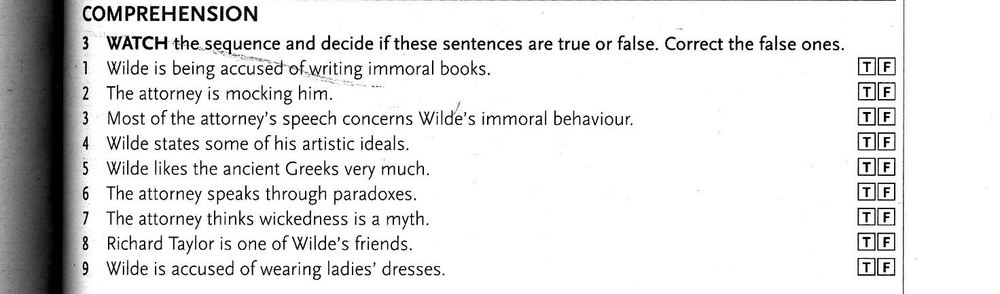 COMPREHENSION
3 WATCH the sequence and decide if these sentences are true or false. Correct the false ones.
1 Wilde is being accused of writing immoral books. T F
2 The attorney is mocking him. T F
3 Most of the attorney's speech concerns Wilde's immoral behaviour. T F
4 Wilde states some of his artistic ideals. T F
5 Wilde likes the ancient Greeks very much. T F
6 The attorney speaks through paradoxes. T F
7 The attorney thinks wickedness is a myth. T F
8 Richard Taylor is one of Wilde's friends. T F
9 Wilde is accused of wearing ladies' dresses. T F